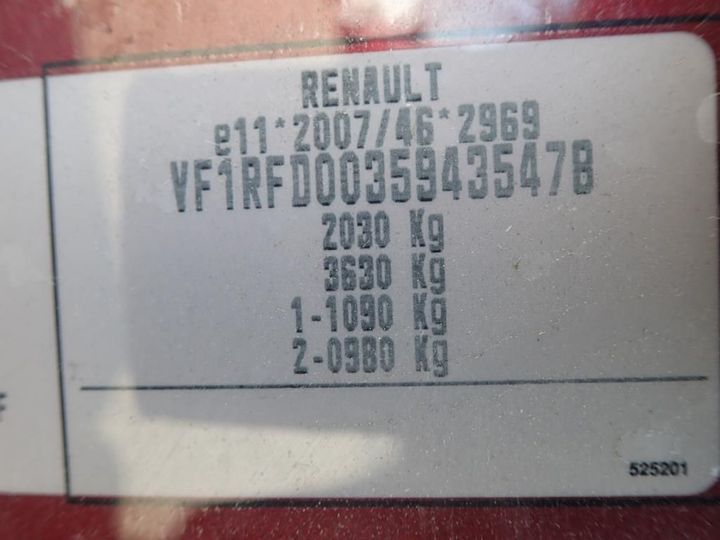 RENAULT
e11*2007/46*2969
VF1RFD00359435478
2030 Kg
3630 Kg
1-1090 Kg
2-0980 Kg
525201
F